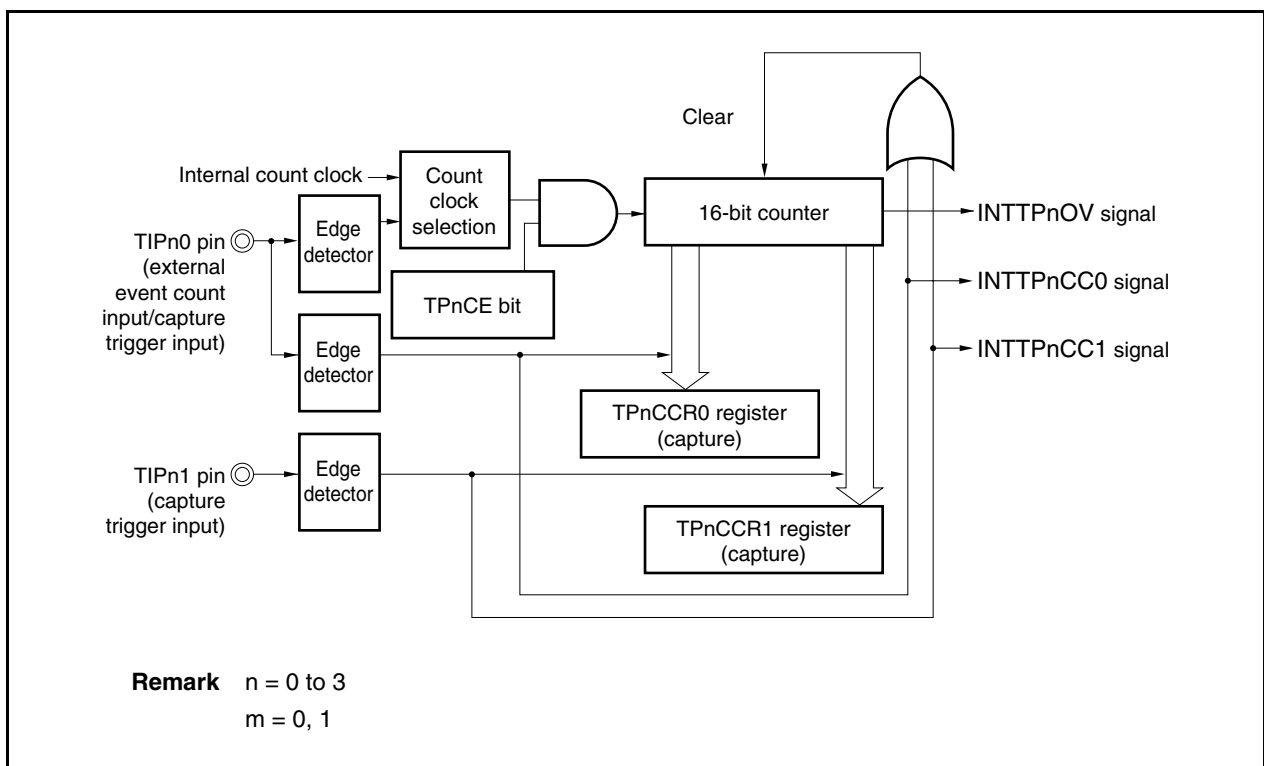 Clear
Internal count clock
Count
clock
selection
Edge
detector
16-bit counter
INTTPnOV signal
TIPn0 pin
(external
event count
input/capture
trigger input)
TPnCE bit
INTTPnCC0 signal
Edge
detector
INTTPnCC1 signal
TPnCCR0 register
(capture)
TIPn1 pin
(capture
trigger input)
Edge
detector
TPnCCR1 register
(capture)
Remark n = 0 to 3
m = 0, 1